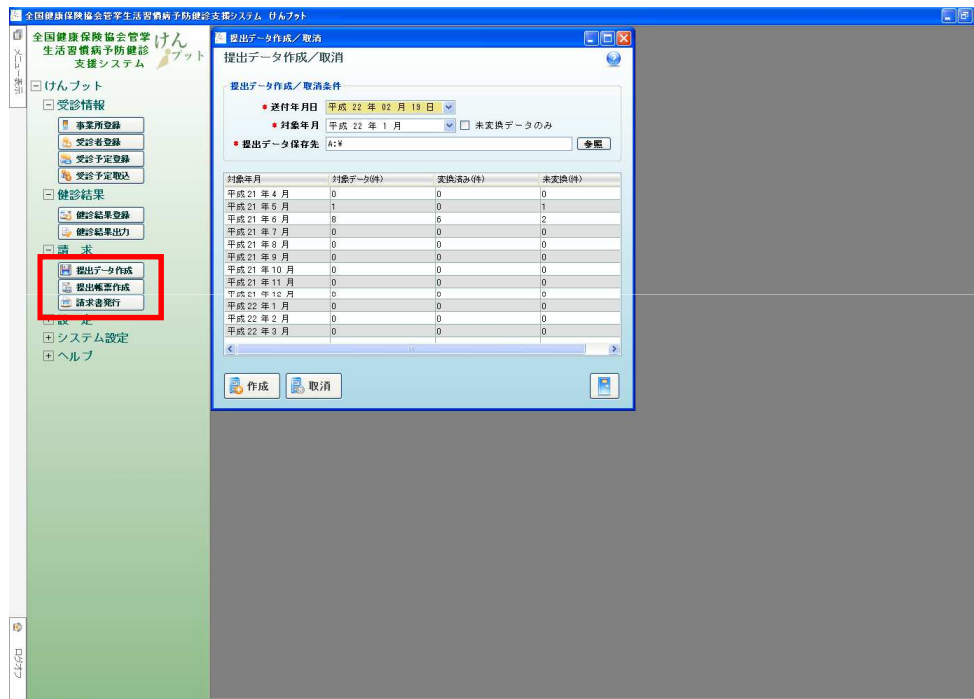 全国健康保険協会管掌生活習慣病予防健診支援システム けんプット
メニュー表示
全国健康保険協会管掌
生活習慣病予防健診
支援システム
けんプット
けんプット
受診情報
事業所登録
受診者登録
受診予定登録
受診予定取込
健診結果
健診結果登録
健診結果出力
請 求
提出データ作成
提出帳票作成
請求書発行
設 定
システム設定
ヘルプ
ログオフ
提出データ作成/取消
提出データ作成/取消
提出データ作成/取消条件
* 送付年月日 平成 22 年 02 月 19 日
* 対象年月 平成 22 年 1 月 未変換データのみ
* 提出データ保存先 A:¥ 参照
対象年月 対象データ(件) 変換済み(件) 未変換(件)
平成 21 年 4 月 0 0 0
平成 21 年 5 月 1 0 1
平成 21 年 6 月 8 6 2
平成 21 年 7 月 0 0 0
平成 21 年 8 月 0 0 0
平成 21 年 9 月 0 0 0
平成 21 年 10 月 0 0 0
平成 21 年 11 月 0 0 0
平成 21 年 12 月 0 0 0
平成 22 年 1 月 0 0 0
平成 22 年 2 月 0 0 0
平成 22 年 3 月 0 0 0
作成 取消